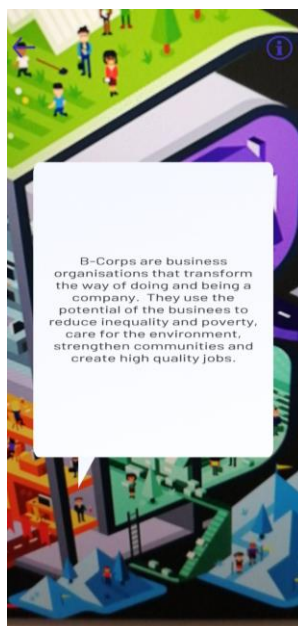 B-Corps are business
organisations that transform
the way of doing and being a
company. They use the
potential of the businees to
reduce inequality and poverty,
care for the environment,
strengthen communities and
create high quality jobs.